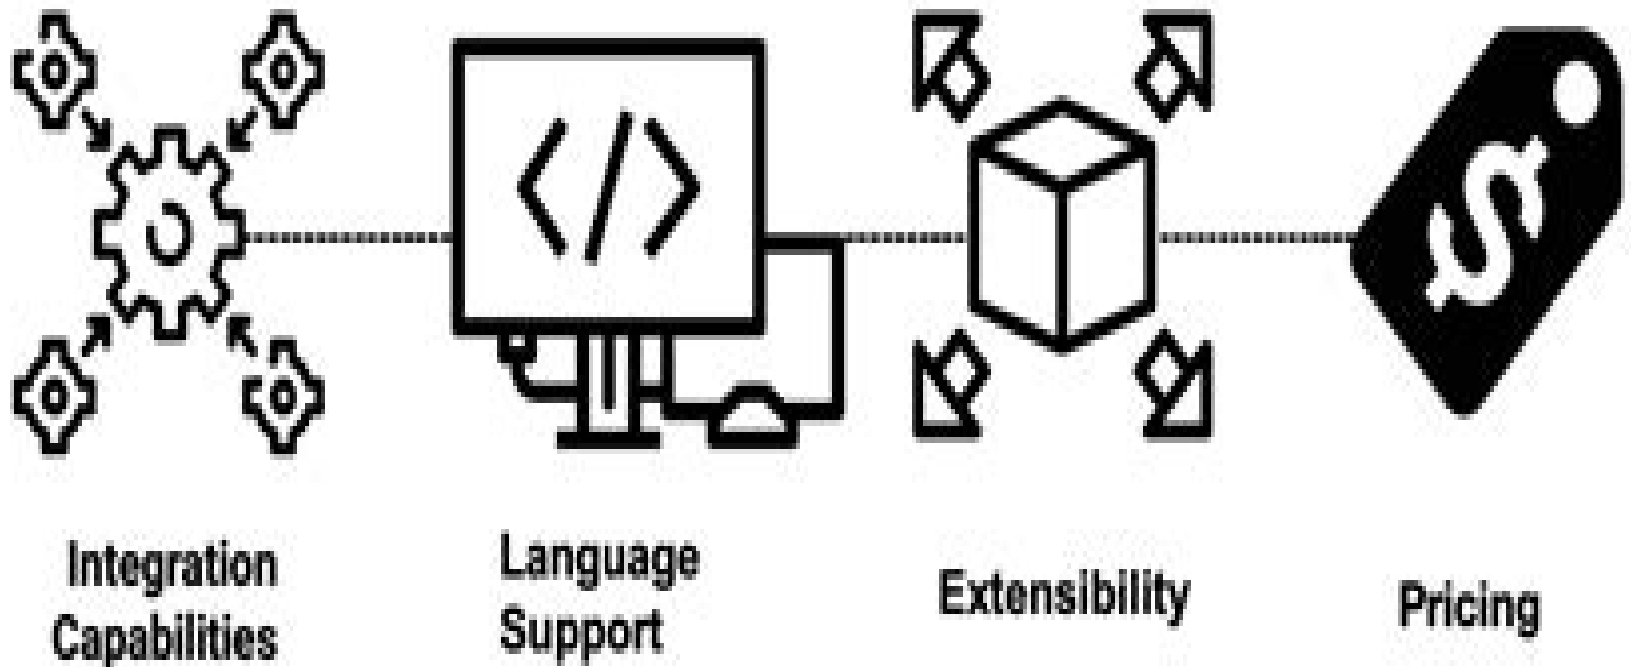 Integration
Capabilities
Language
Support
Extensibility
Pricing